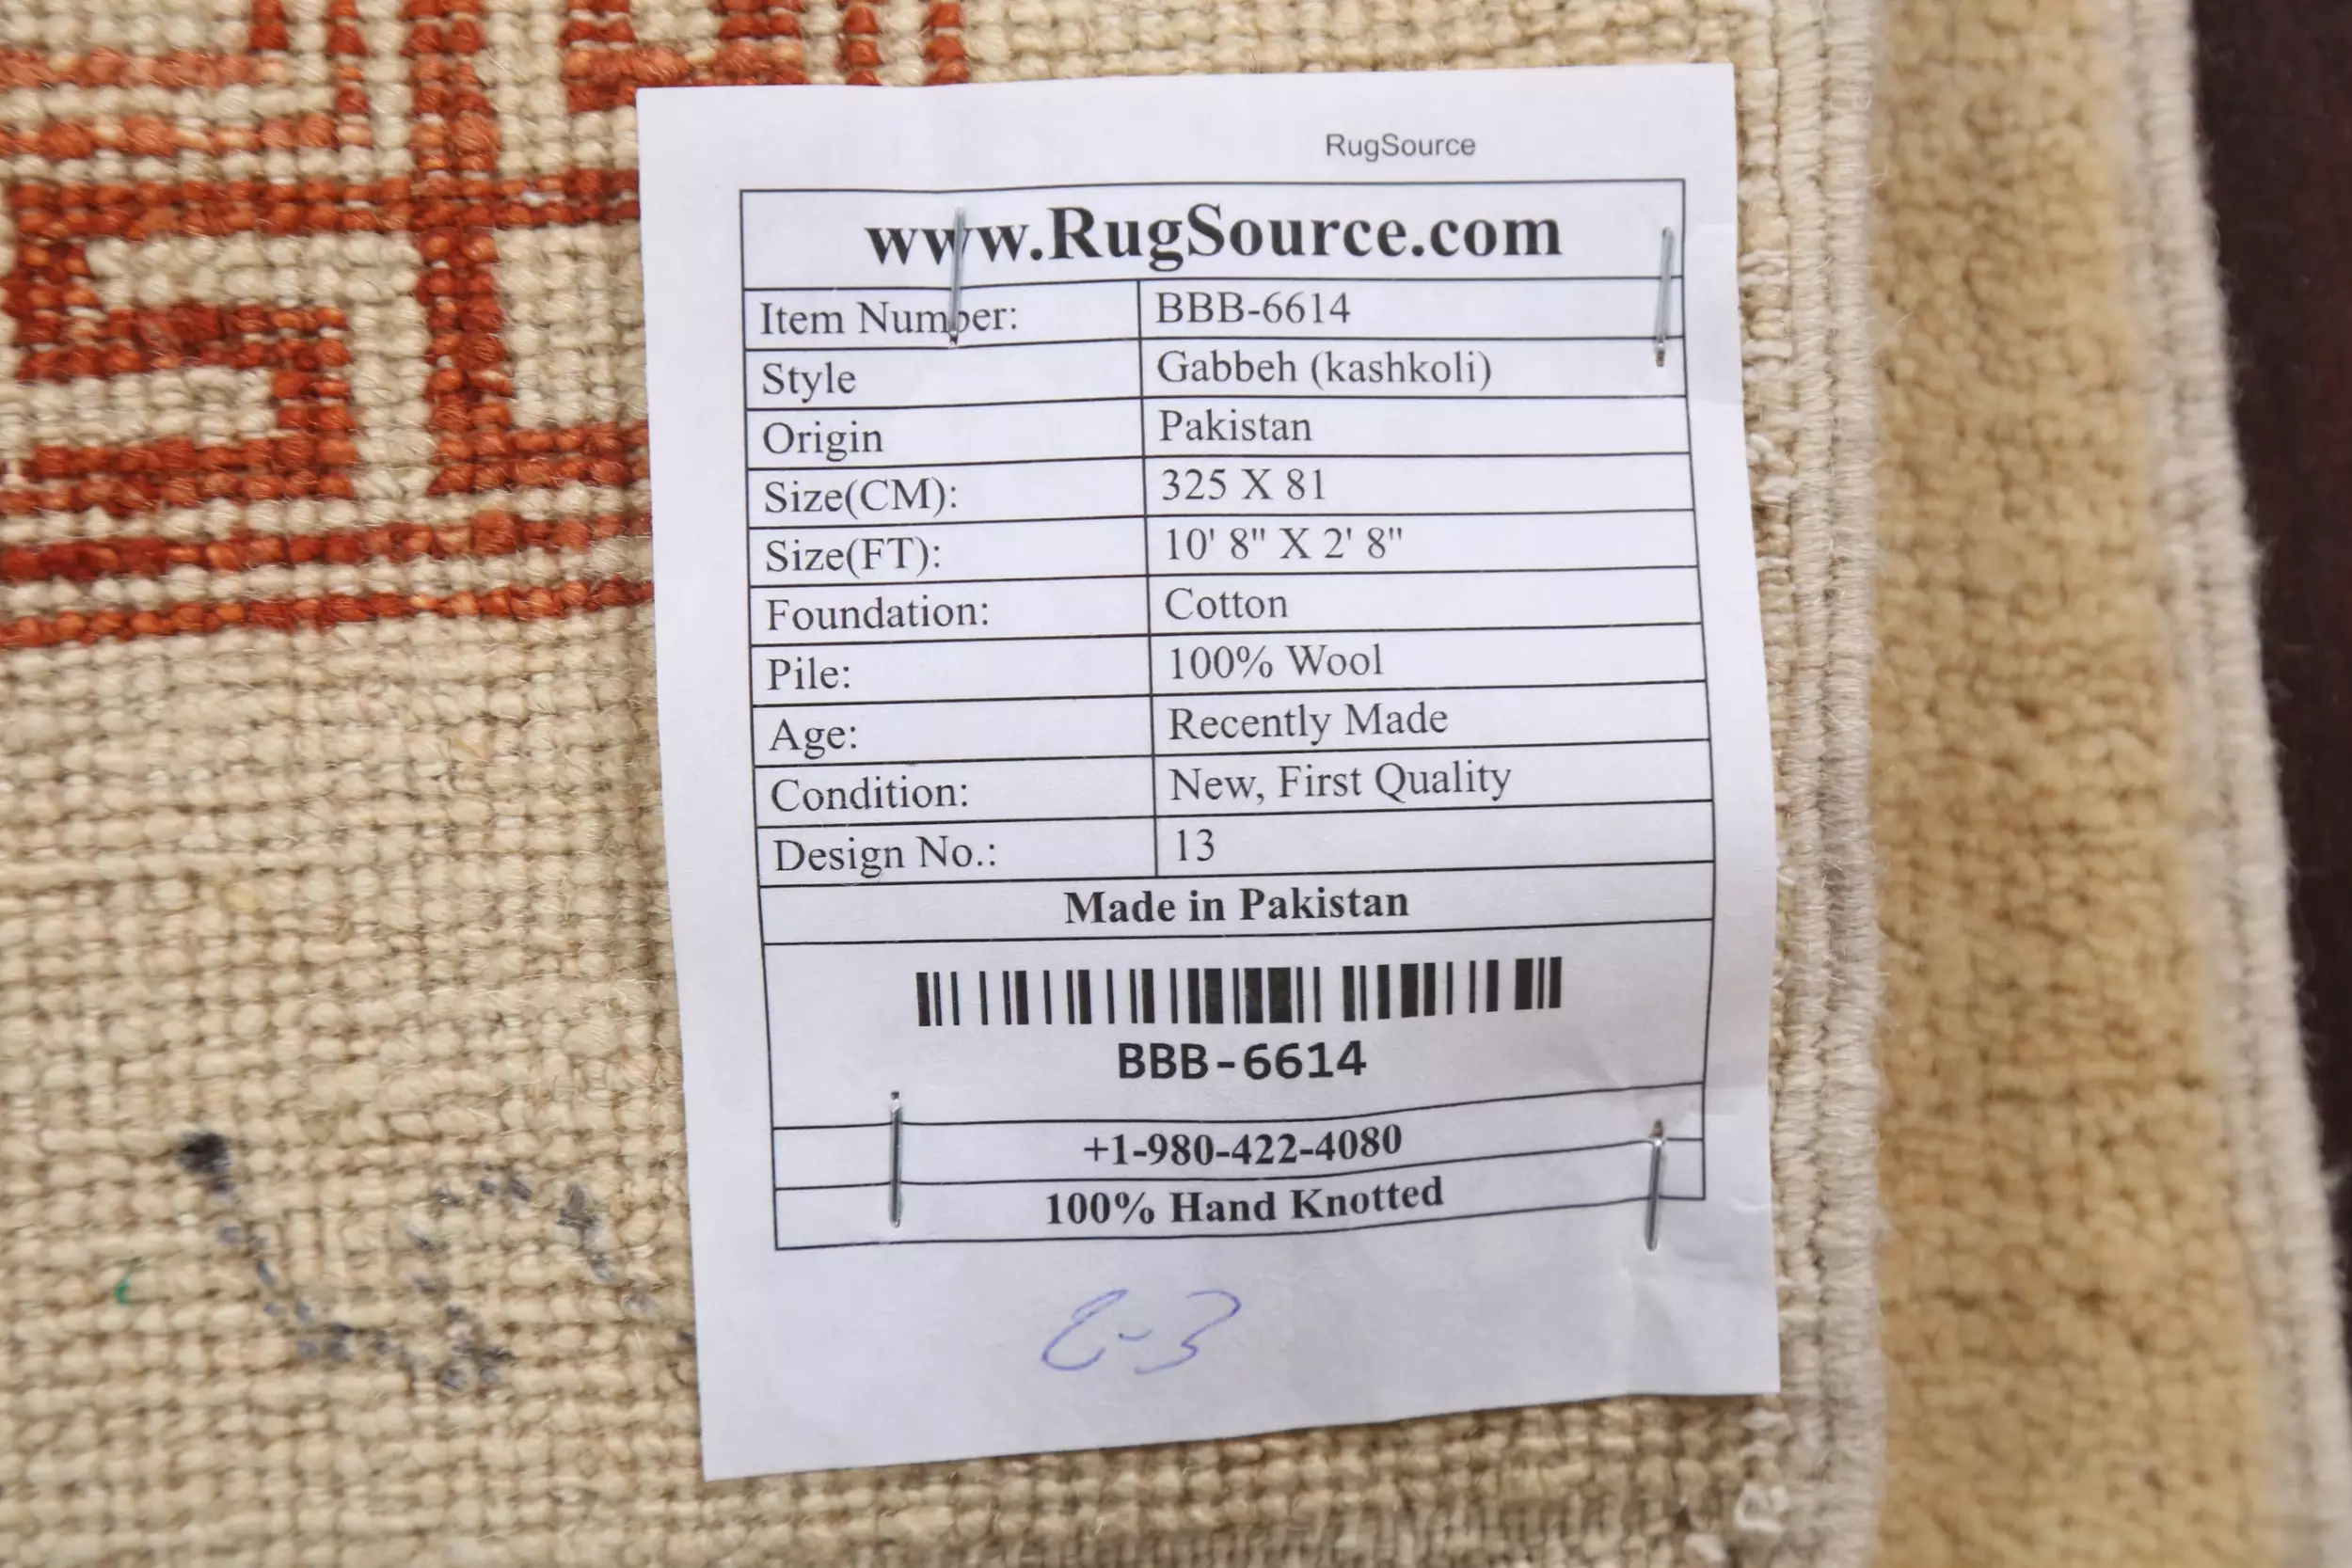 RugSource
www.RugSource.com
Item Number: BBB-6614
Style Gabbeh (kashkoli)
Origin Pakistan
Size(CM): 325 X 81
Size(FT): 10' 8" X 2' 8"
Foundation: Cotton
Pile: 100% Wool
Age: Recently Made
Condition: New, First Quality
Design No.: 13
Made in Pakistan
BBB-6614
+1-980-422-4080
100% Hand Knotted